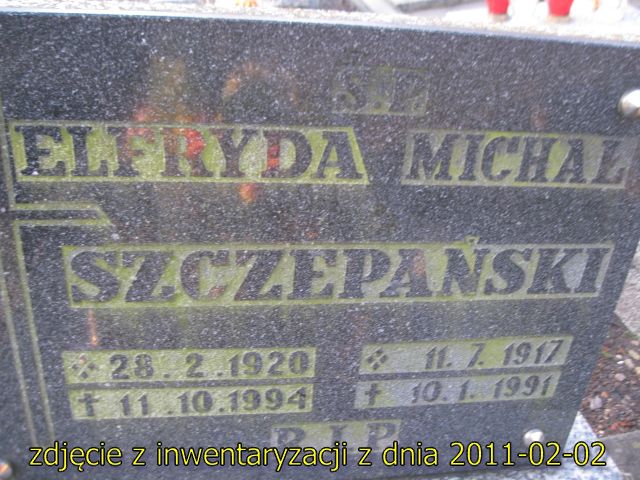 Ś.P.
ELFRYDA MICHAŁ
SZCZEPAŃSKI
28.2.1920 11.7.1917
† 11.10.1994 † 10.1.1991
R.I.P.
zdjęcie z inwentaryzacji z dnia 2011-02-02